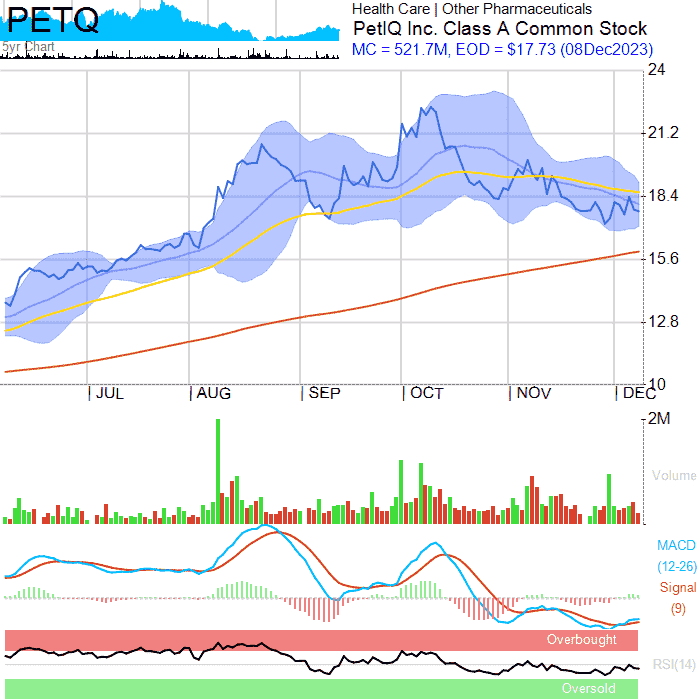 PETQ
5yr Chart
Health Care | Other Pharmaceuticals
PetIQ Inc. Class A Common Stock
MC = 521.7M, EOD = $17.73 (08Dec2023)
24
21.2
18.4
15.6
12.8
10
JUL AUG SEP OCT NOV DEC
2M
Volume
MACD
(12-26)
Signal
(9)
Overbought
RSI(14)
Oversold